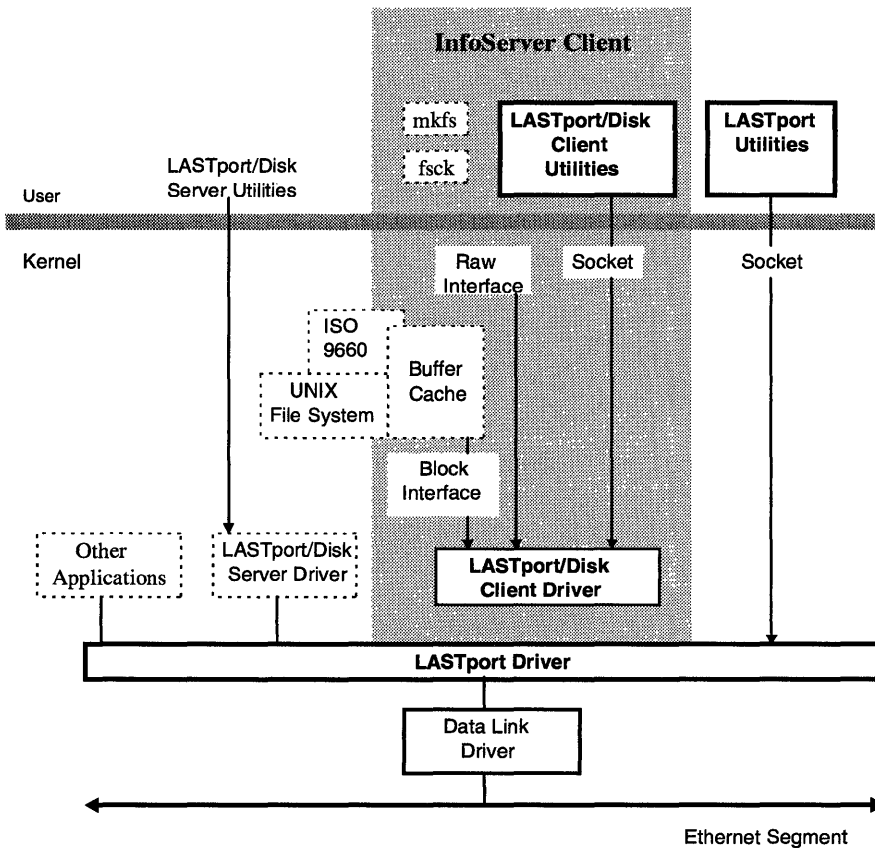 InfoServer Client
mkfs
fsck
LASTport/Disk
Client
Utilities
LASTport
Utilities
LASTport/Disk
Server Utilities
User
Kernel
Raw
Interface
Socket
Socket
ISO
9660
Buffer
Cache
UNIX
File System
Block
Interface
Other
Applications
LASTport/Disk
Server Driver
LASTport/Disk
Client Driver
LASTport Driver
Data Link
Driver
Ethernet Segment